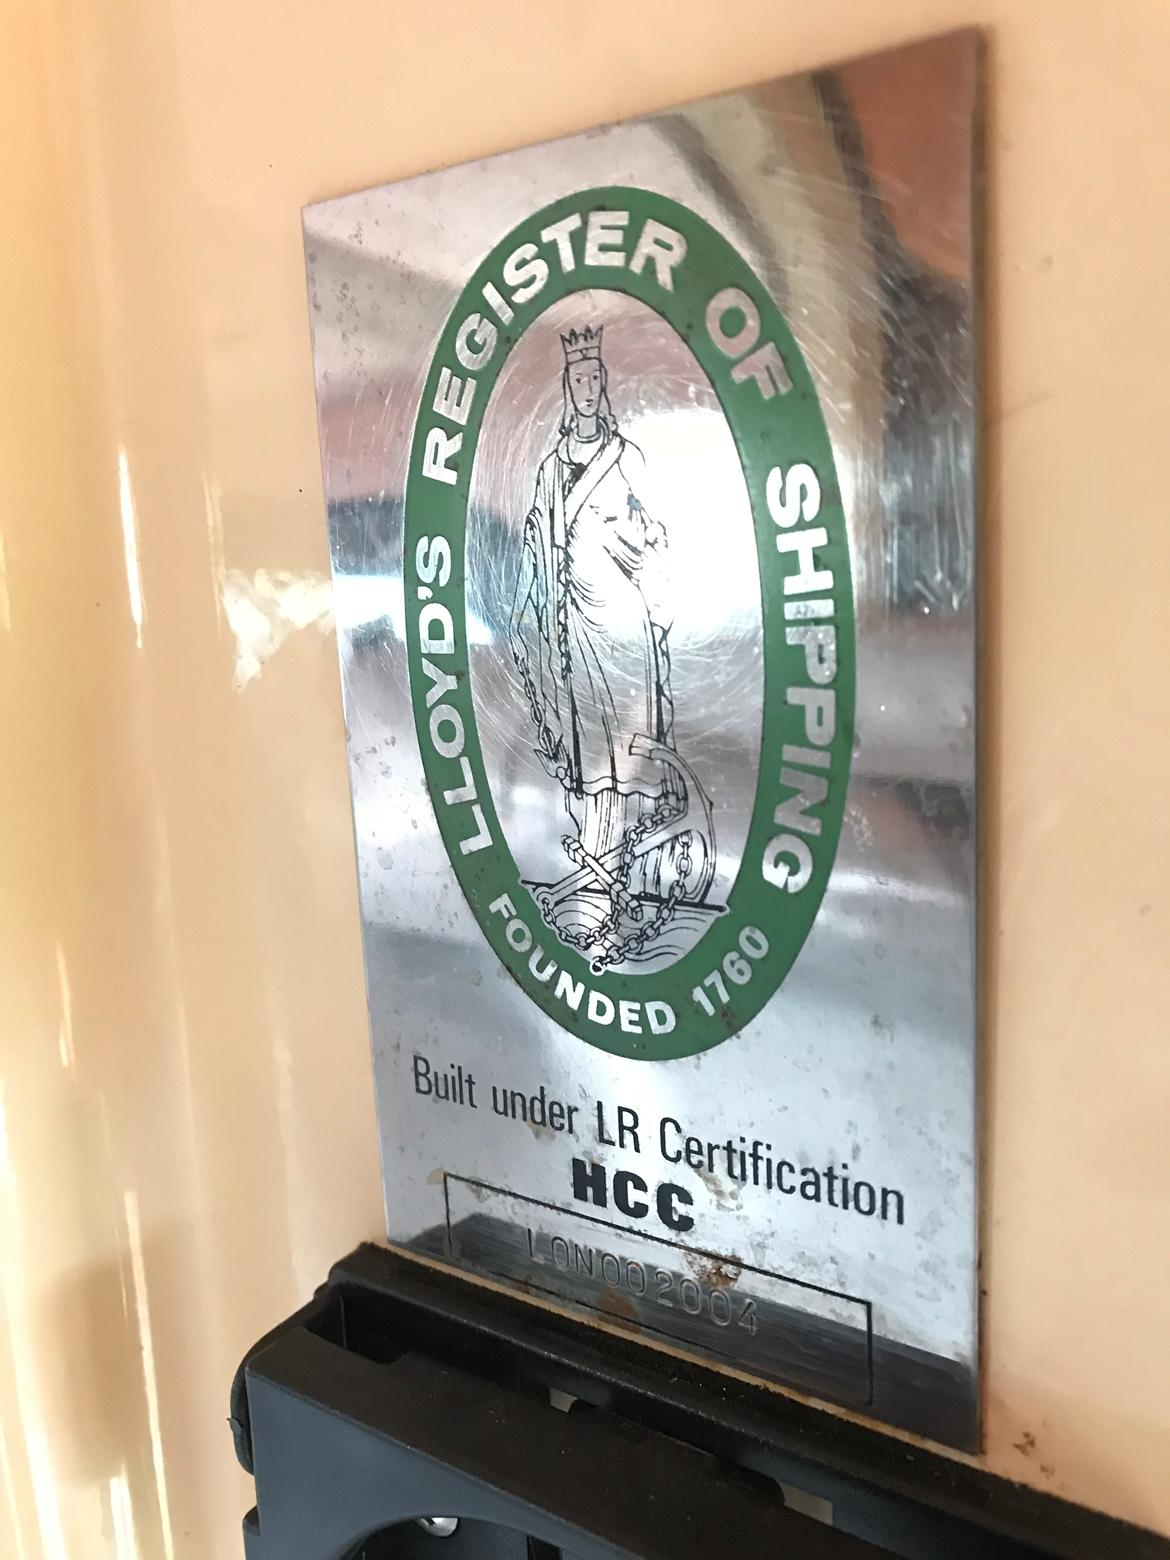 LLOYD'S REGISTER OF SHIPPING
FOUNDED 1760
Built under LR Certification
HCC
LON002004